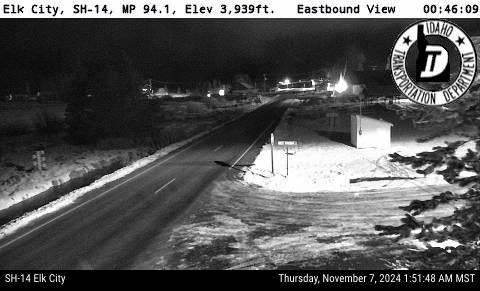 Elk City, SH-14, MP 94.1, Elev 3,939ft. Eastbound View 00:46:09
IDAHO
TRANSPORTATION DEPARTMENT
SH-14 Elk City Thursday, November 7, 2024 1:51:48 AM MST